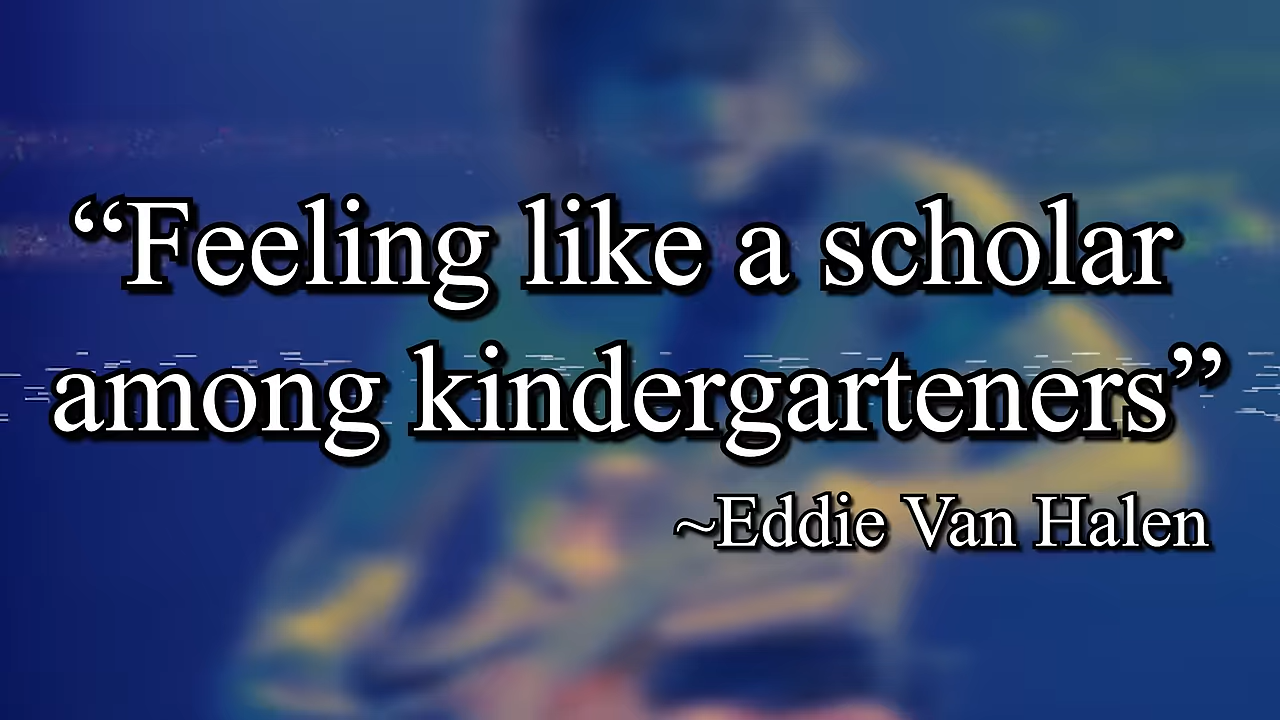 “Feeling like a scholar
among kindergarteners”
~Eddie Van Halen